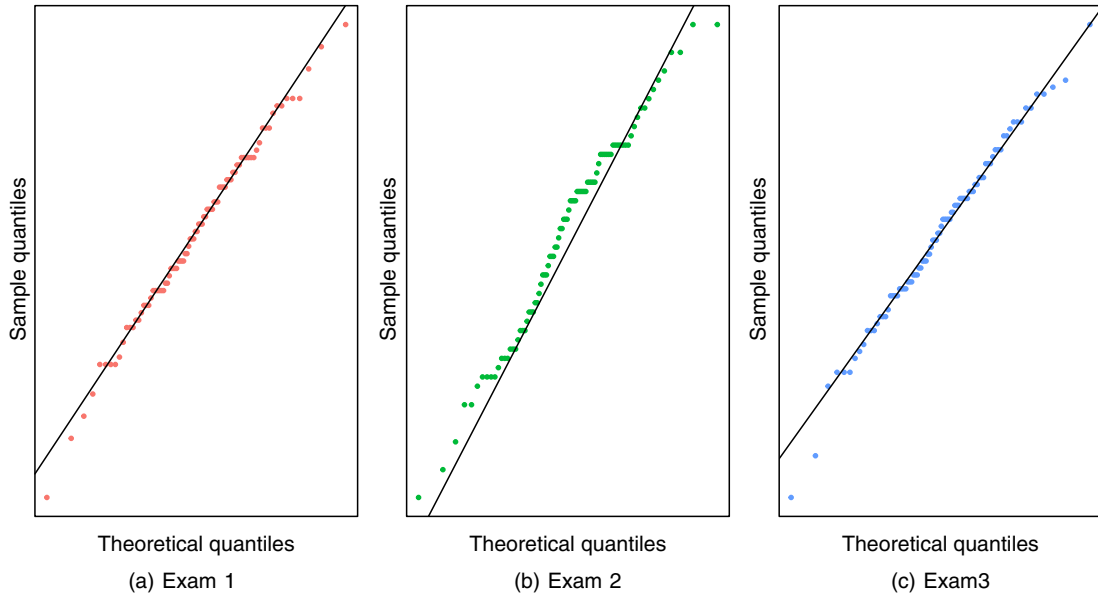 Sample quantiles
Theoretical quantiles
(a) Exam 1
Sample quantiles
Theoretical quantiles
(b) Exam 2
Sample quantiles
Theoretical quantiles
(c) Exam3